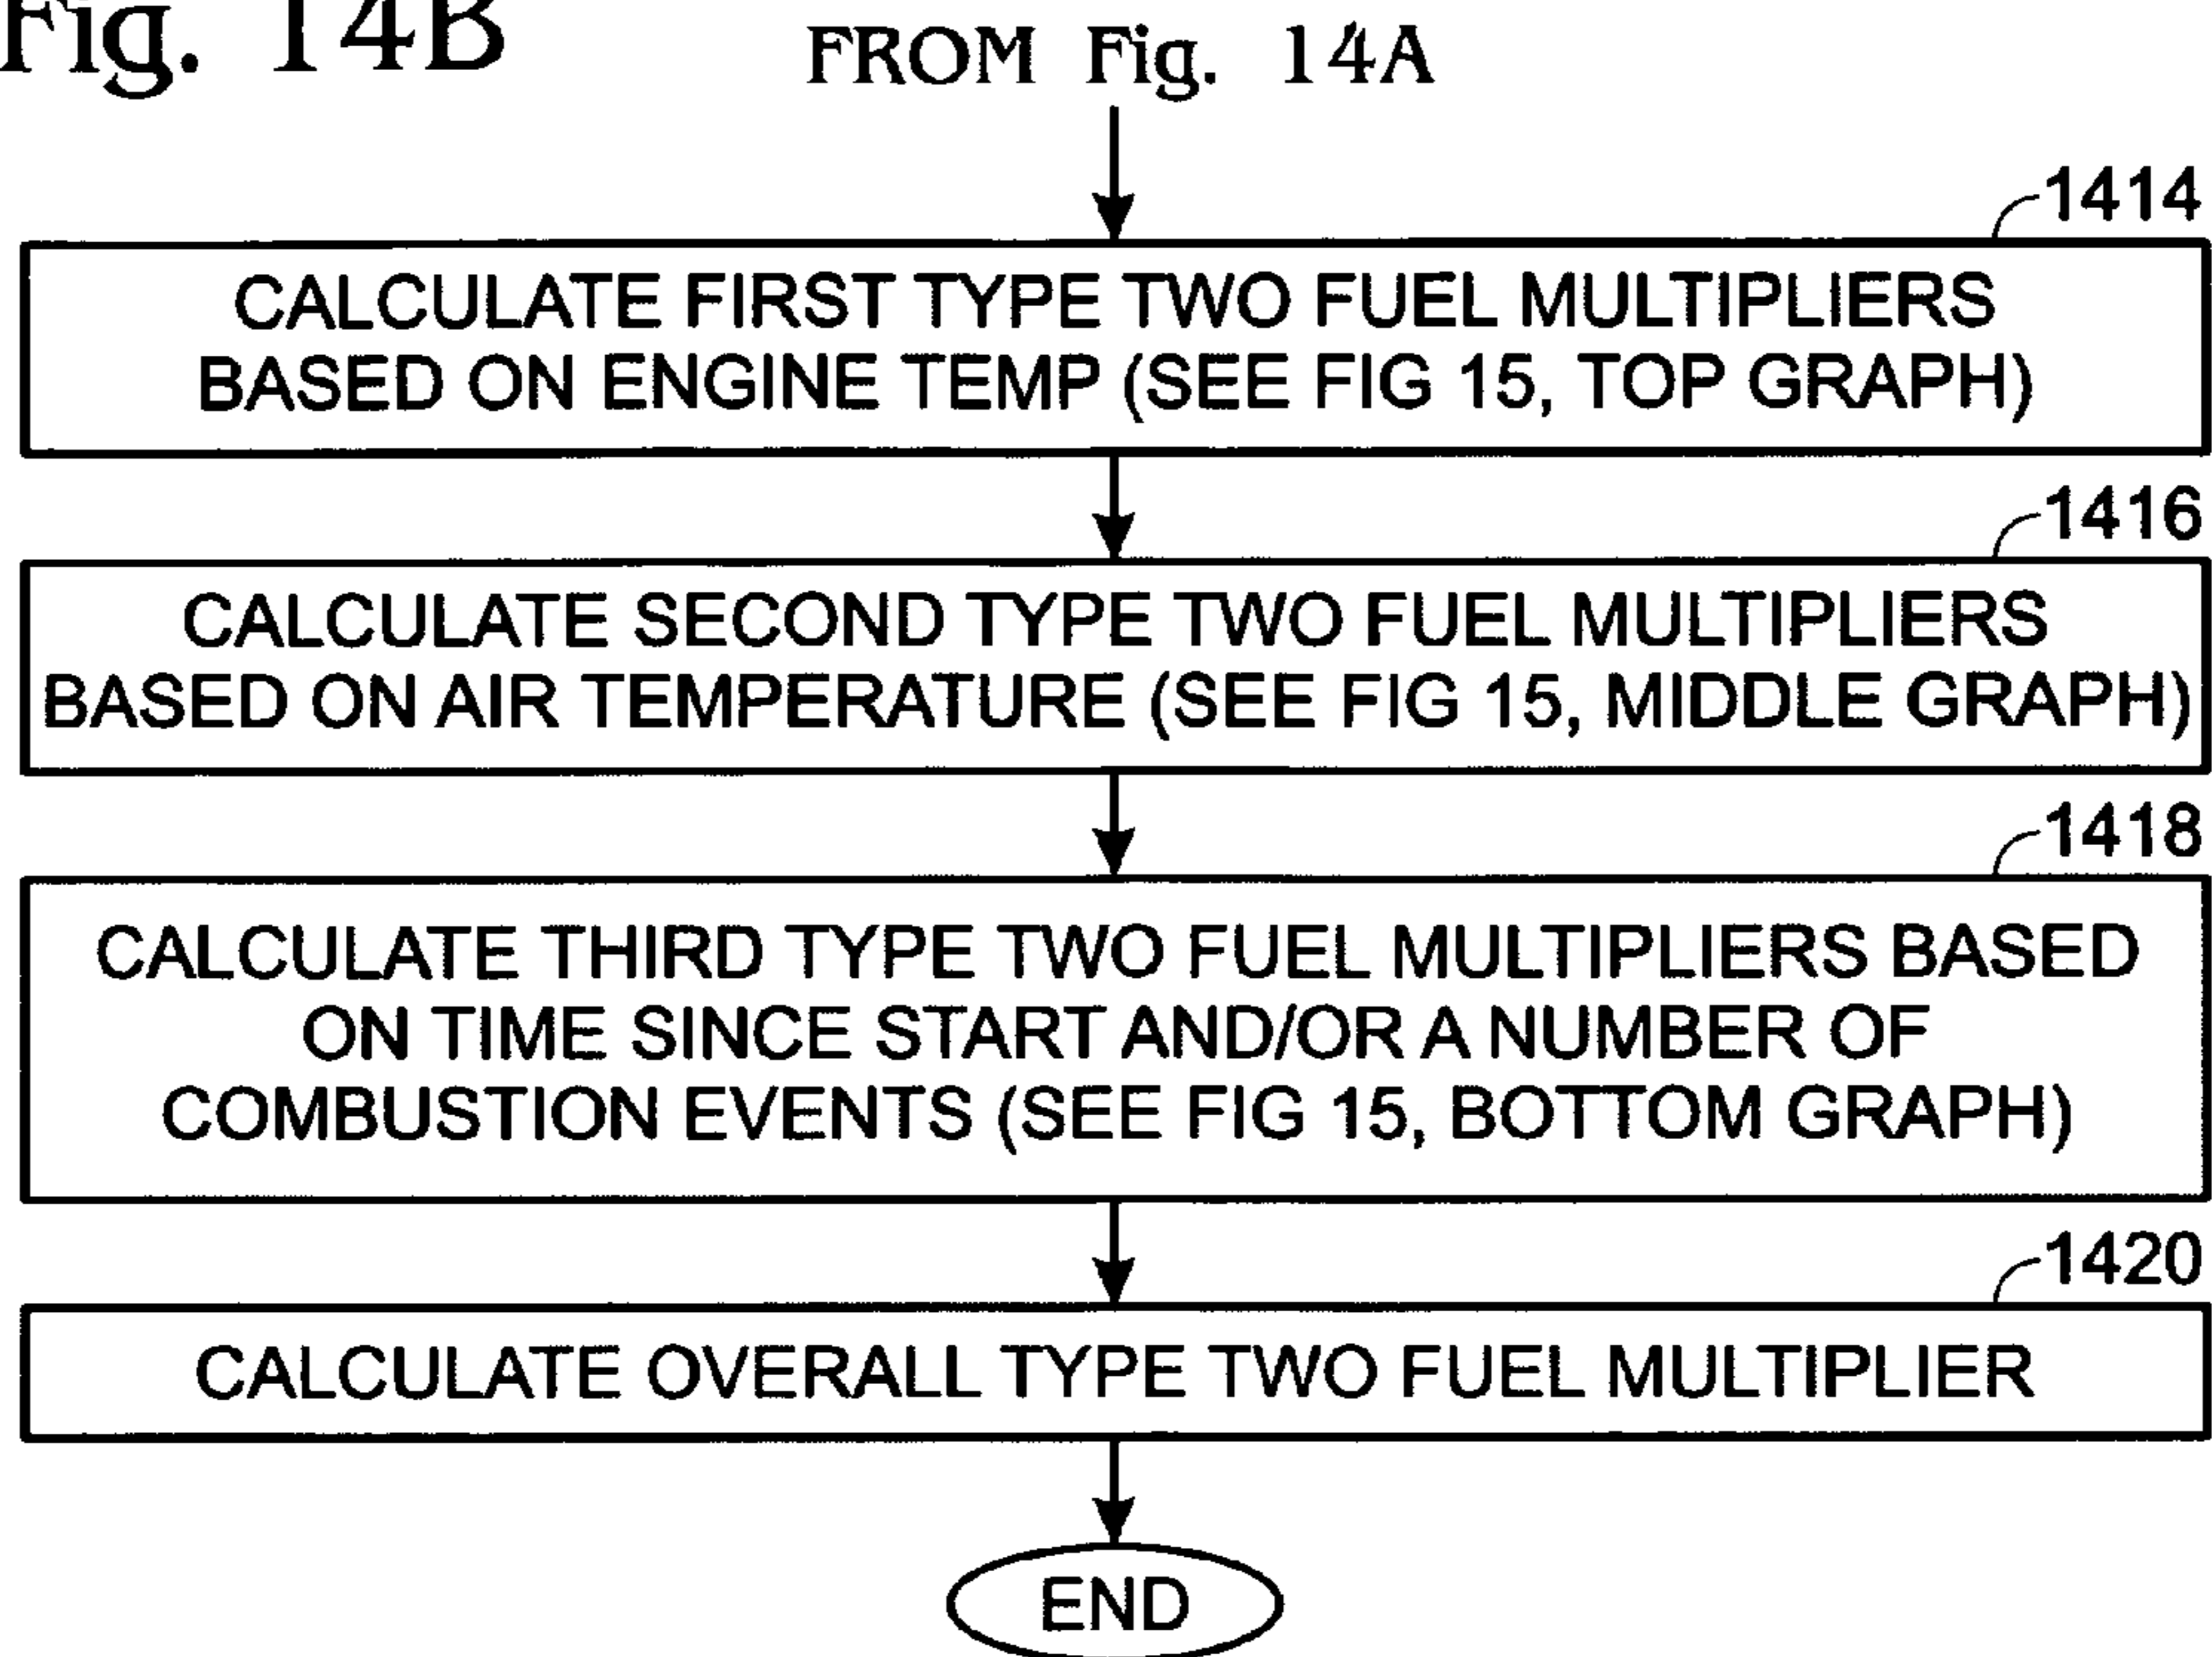 Fig. 14B
FROM Fig. 14A
1414
CALCULATE FIRST TYPE TWO FUEL MULTIPLIERS
BASED ON ENGINE TEMP (SEE FIG 15, TOP GRAPH)
1416
CALCULATE SECOND TYPE TWO FUEL MULTIPLIERS
BASED ON AIR TEMPERATURE (SEE FIG 15, MIDDLE GRAPH)
1418
CALCULATE THIRD TYPE TWO FUEL MULTIPLIERS BASED
ON TIME SINCE START AND/OR A NUMBER OF
COMBUSTION EVENTS (SEE FIG 15, BOTTOM GRAPH)
1420
CALCULATE OVERALL TYPE TWO FUEL MULTIPLIER
END